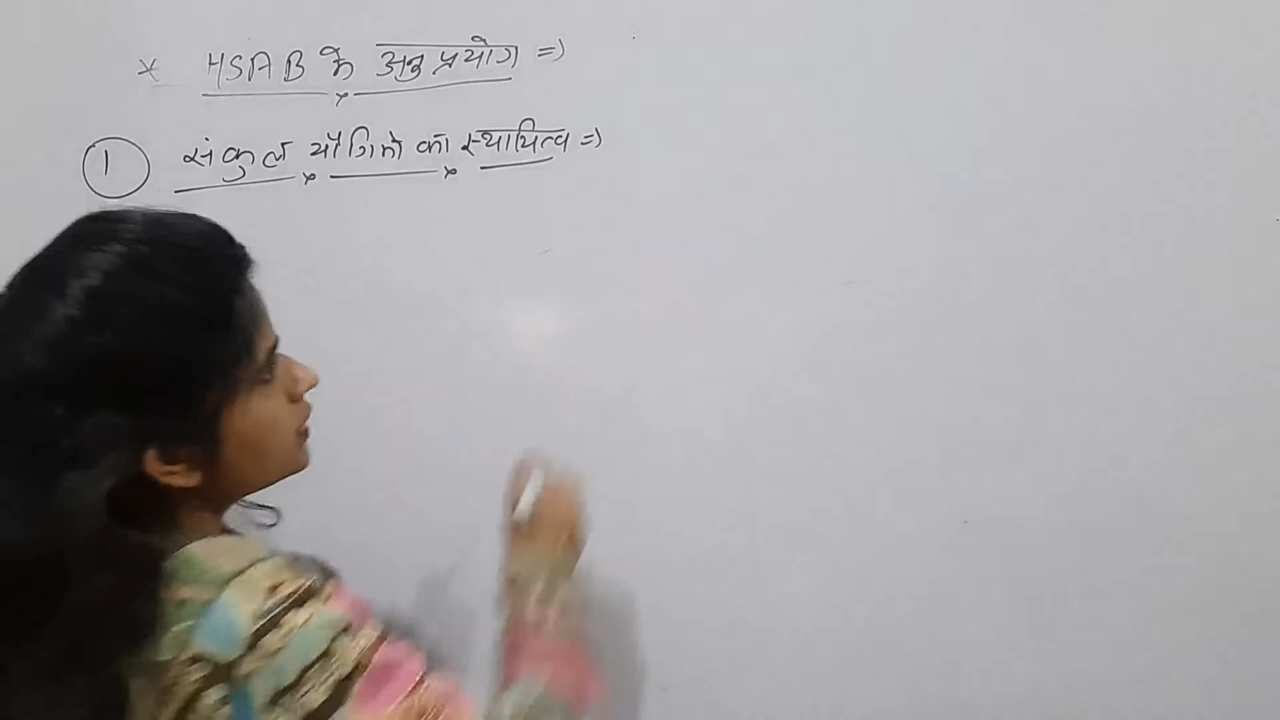 * HSAB के अनुप्रयोग =>
1 संकुल यौगिको का स्थायित्व =>